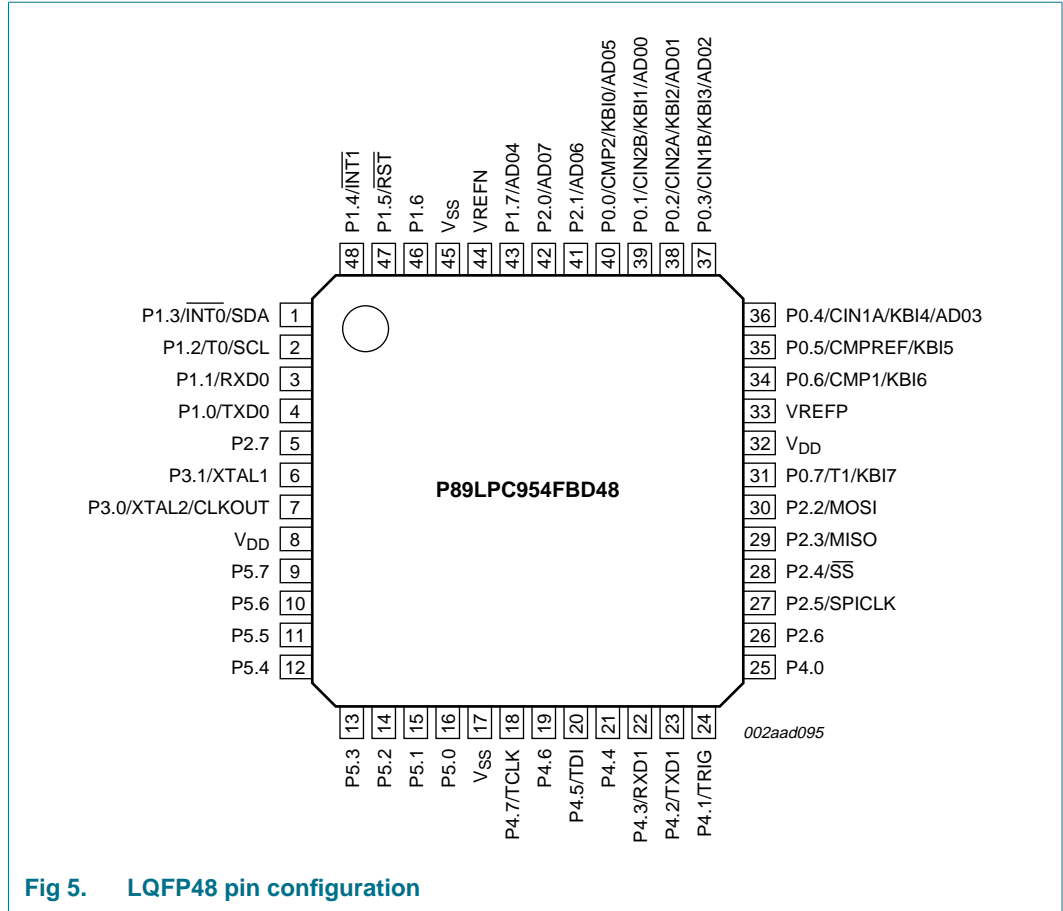 48 P1.4/INT1
47 P1.5/RST
46 P1.6
45 VSS
44 VREFN
43 P1.7/AD04
42 P2.0/AD07
41 P2.1/AD06
40 P0.0/CMP2/KBI0/AD05
39 P0.1/CIN2B/KBI1/AD00
38 P0.2/CIN2A/KBI2/AD01
37 P0.3/CIN1B/KBI3/AD02
P1.3/INT0/SDA 1
P1.2/T0/SCL 2
P1.1/RXD0 3
P1.0/TXD0 4
P2.7 5
P3.1/XTAL1 6
P3.0/XTAL2/CLKOUT 7
VDD 8
P5.7 9
P5.6 10
P5.5 11
P5.4 12
P89LPC954FBD48
36 P0.4/CIN1A/KBI4/AD03
35 P0.5/CMPREF/KBI5
34 P0.6/CMP1/KBI6
33 VREFP
32 VDD
31 P0.7/T1/KBI7
30 P2.2/MOSI
29 P2.3/MISO
28 P2.4/SS
27 P2.5/SPICLK
26 P2.6
25 P4.0
P5.3 13
P5.2 14
P5.1 15
P5.0 16
VSS 17
P4.7/TCLK 18
P4.6 19
P4.5/TDI 20
P4.4 21
P4.3/RXD1 22
P4.2/TXD1 23
P4.1/TRIG 24
002aad095
Fig 5. LQFP48 pin configuration